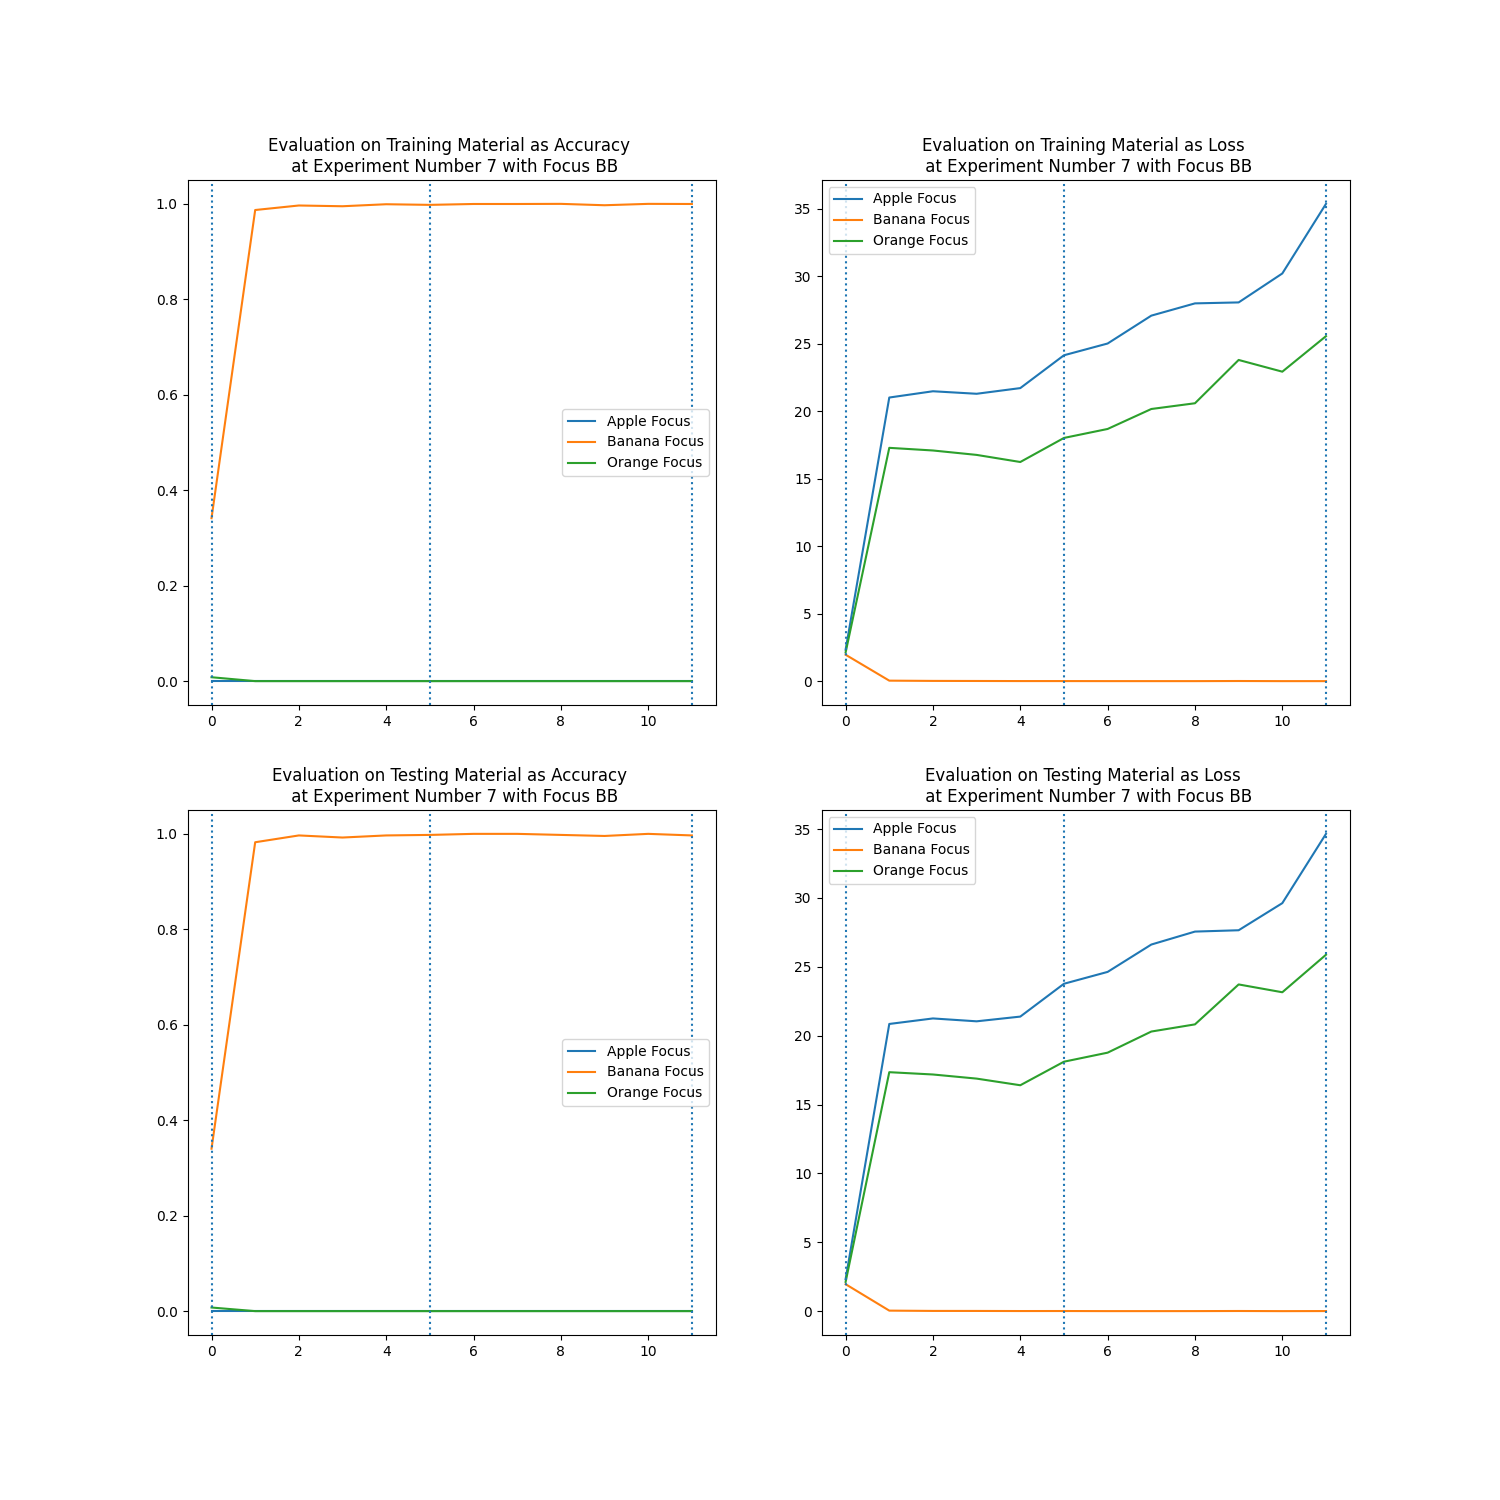 Evaluation on Training Material as Accuracy
at Experiment Number 7 with Focus BB
1.0
0.8
0.6
0.4
0.2
0.0
Apple Focus
Banana Focus
Orange Focus
0 2 4 6 8 10
Evaluation on Training Material as Loss
at Experiment Number 7 with Focus BB
Apple Focus
Banana Focus
Orange Focus
35
30
25
20
15
10
5
0
0 2 4 6 8 10
Evaluation on Testing Material as Accuracy
at Experiment Number 7 with Focus BB
1.0
0.8
0.6
0.4
0.2
0.0
Apple Focus
Banana Focus
Orange Focus
0 2 4 6 8 10
Evaluation on Testing Material as Loss
at Experiment Number 7 with Focus BB
Apple Focus
Banana Focus
Orange Focus
35
30
25
20
15
10
5
0
0 2 4 6 8 10